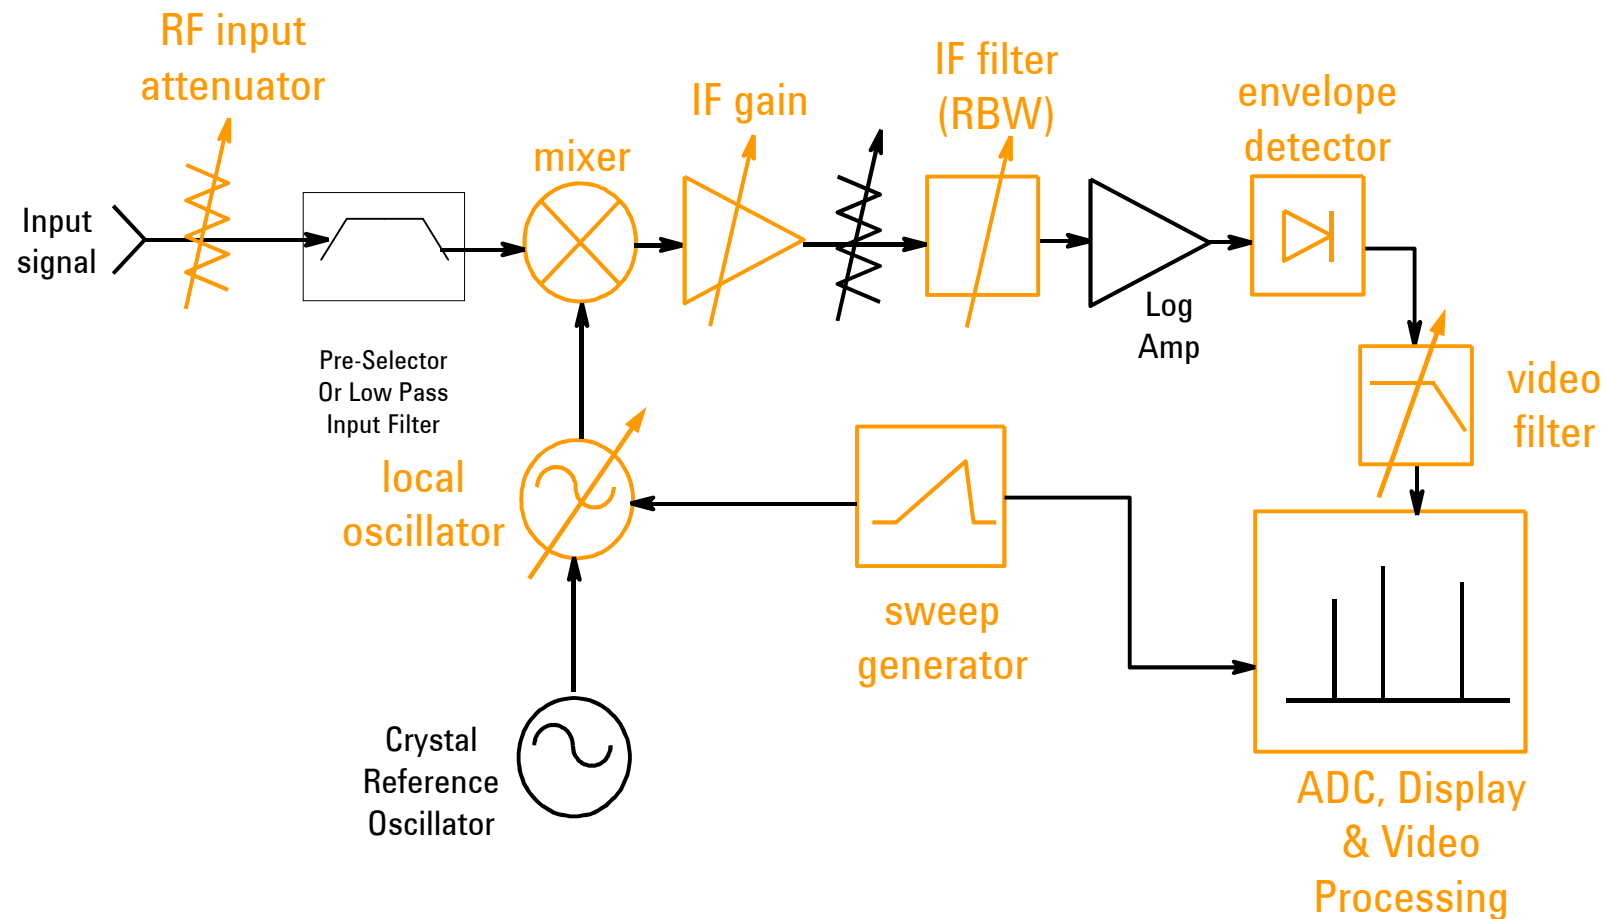 RF input
attenuator
IF gain
IF filter
(RBW)
envelope
detector
mixer
Input
signal
Log
Amp
Pre-Selector
Or Low Pass
Input Filter
video
filter
local
oscillator
sweep
generator
Crystal
Reference
Oscillator
ADC, Display
& Video
Processing